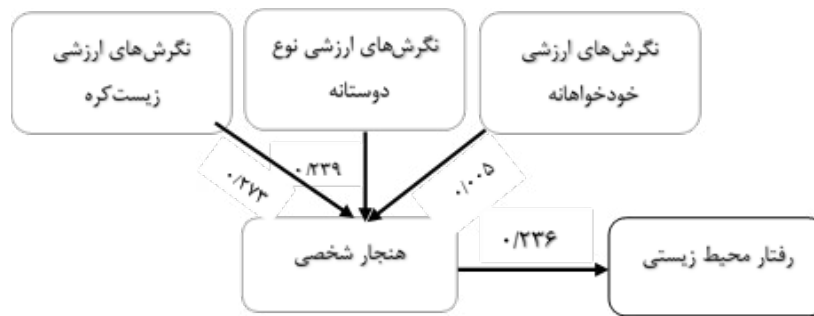 نگرش‌های ارزشی
خودخواهانه
نگرش‌های ارزشی نوع
دوستانه
نگرش‌های ارزشی
زیست‌کره
۰/۰۰۵
۰/۲۳۹
۰/۲۷۳
هنجار شخصی
۰/۲۳۶
رفتار محیط زیستی